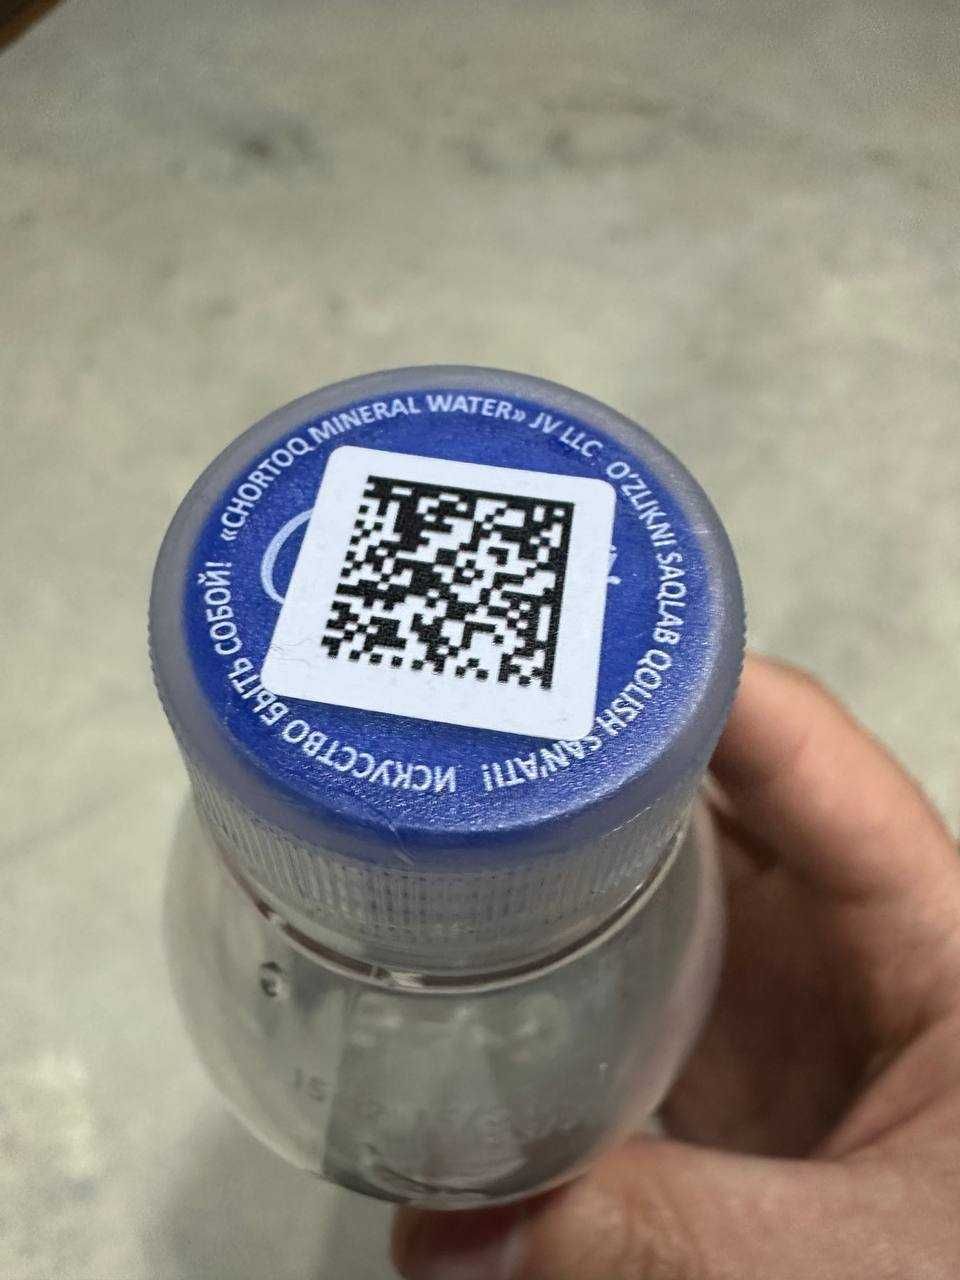 «CHORTOQ MINERAL WATER» JV LLC
O'ZLIKNI SAQLAB QOLISH SAN'ATI!
ИСКУССТВО БЫТЬ СОБОЙ!